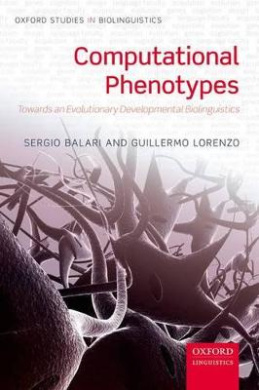 OXFORD STUDIES IN BIOLINGUISTICS
Computational
Phenotypes
Towards an Evolutionary Developmental Biolinguistics
SERGIO BALARI AND GUILLERMO LORENZO
OXFORD
LINGUISTICS